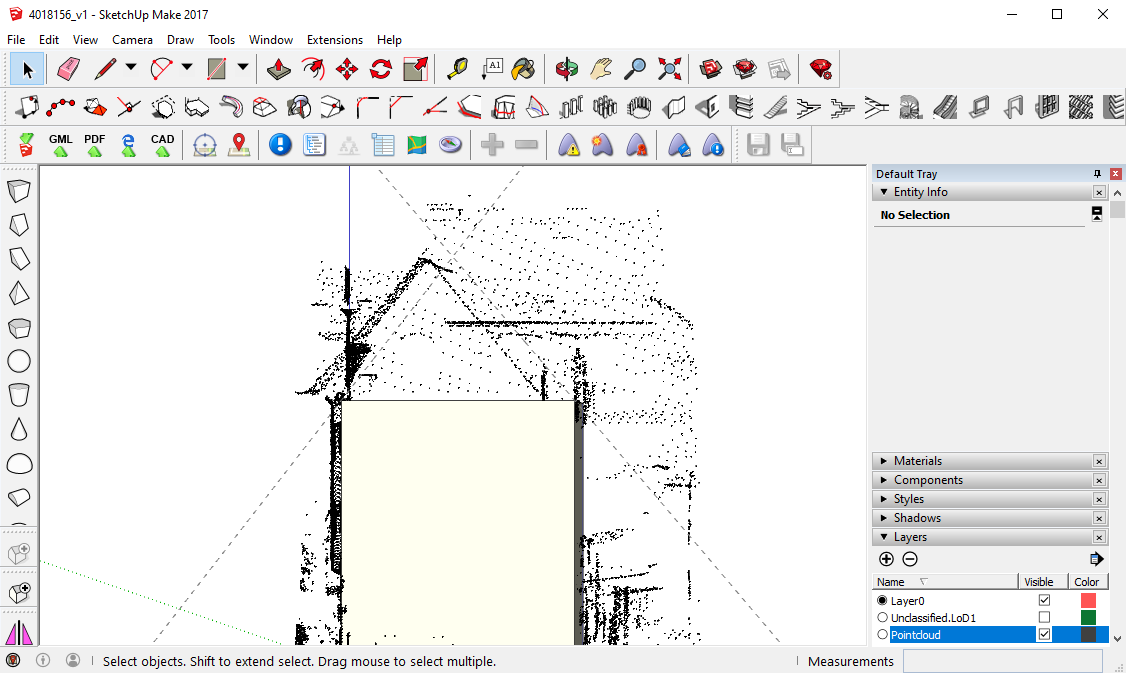 4018156_v1 - SketchUp Make 2017
File Edit View Camera Draw Tools Window Extensions Help
A1
GML PDF CAD
Default Tray
Entity Info
No Selection
Materials
Components
Styles
Shadows
Layers
Name Visible Color
Layer0
Unclassified.LoD1
Pointcloud
Select objects. Shift to extend select. Drag mouse to select multiple.
Measurements